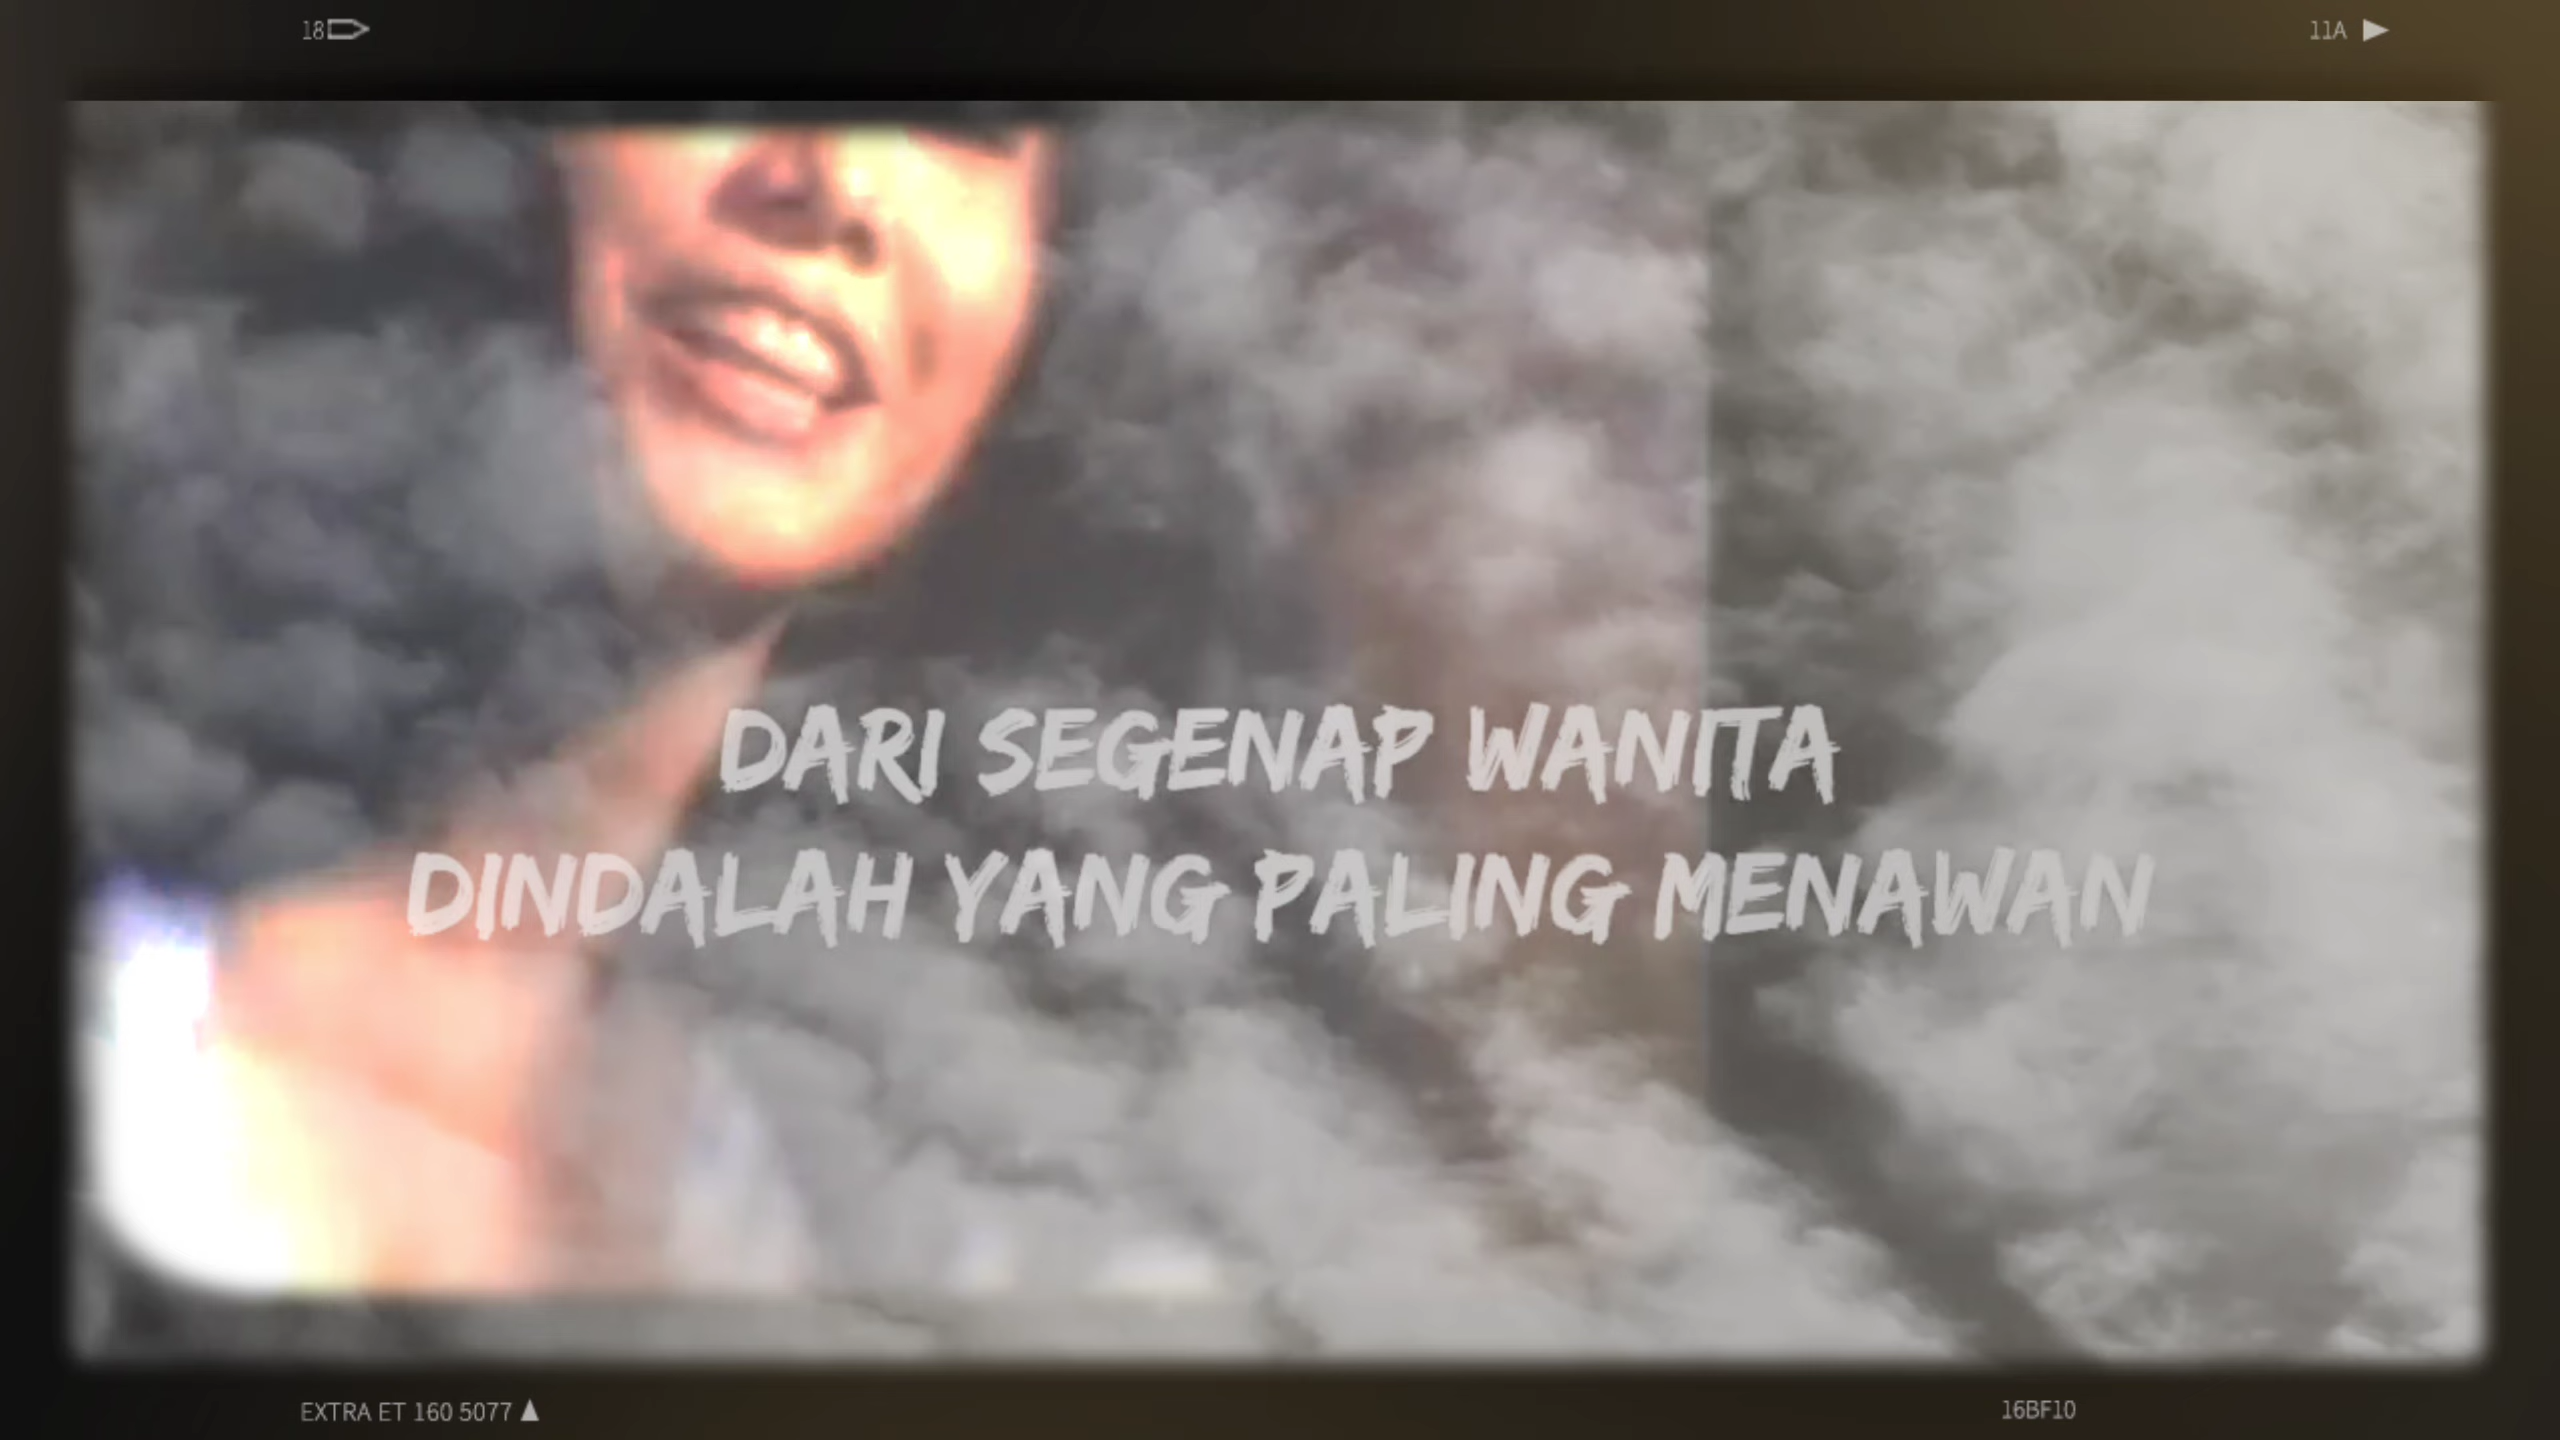 18
11A
DARI SEGENAP WANITA
DINDALAH YANG PALING MENAWAN
EXTRA ET 160 5077
16BF10